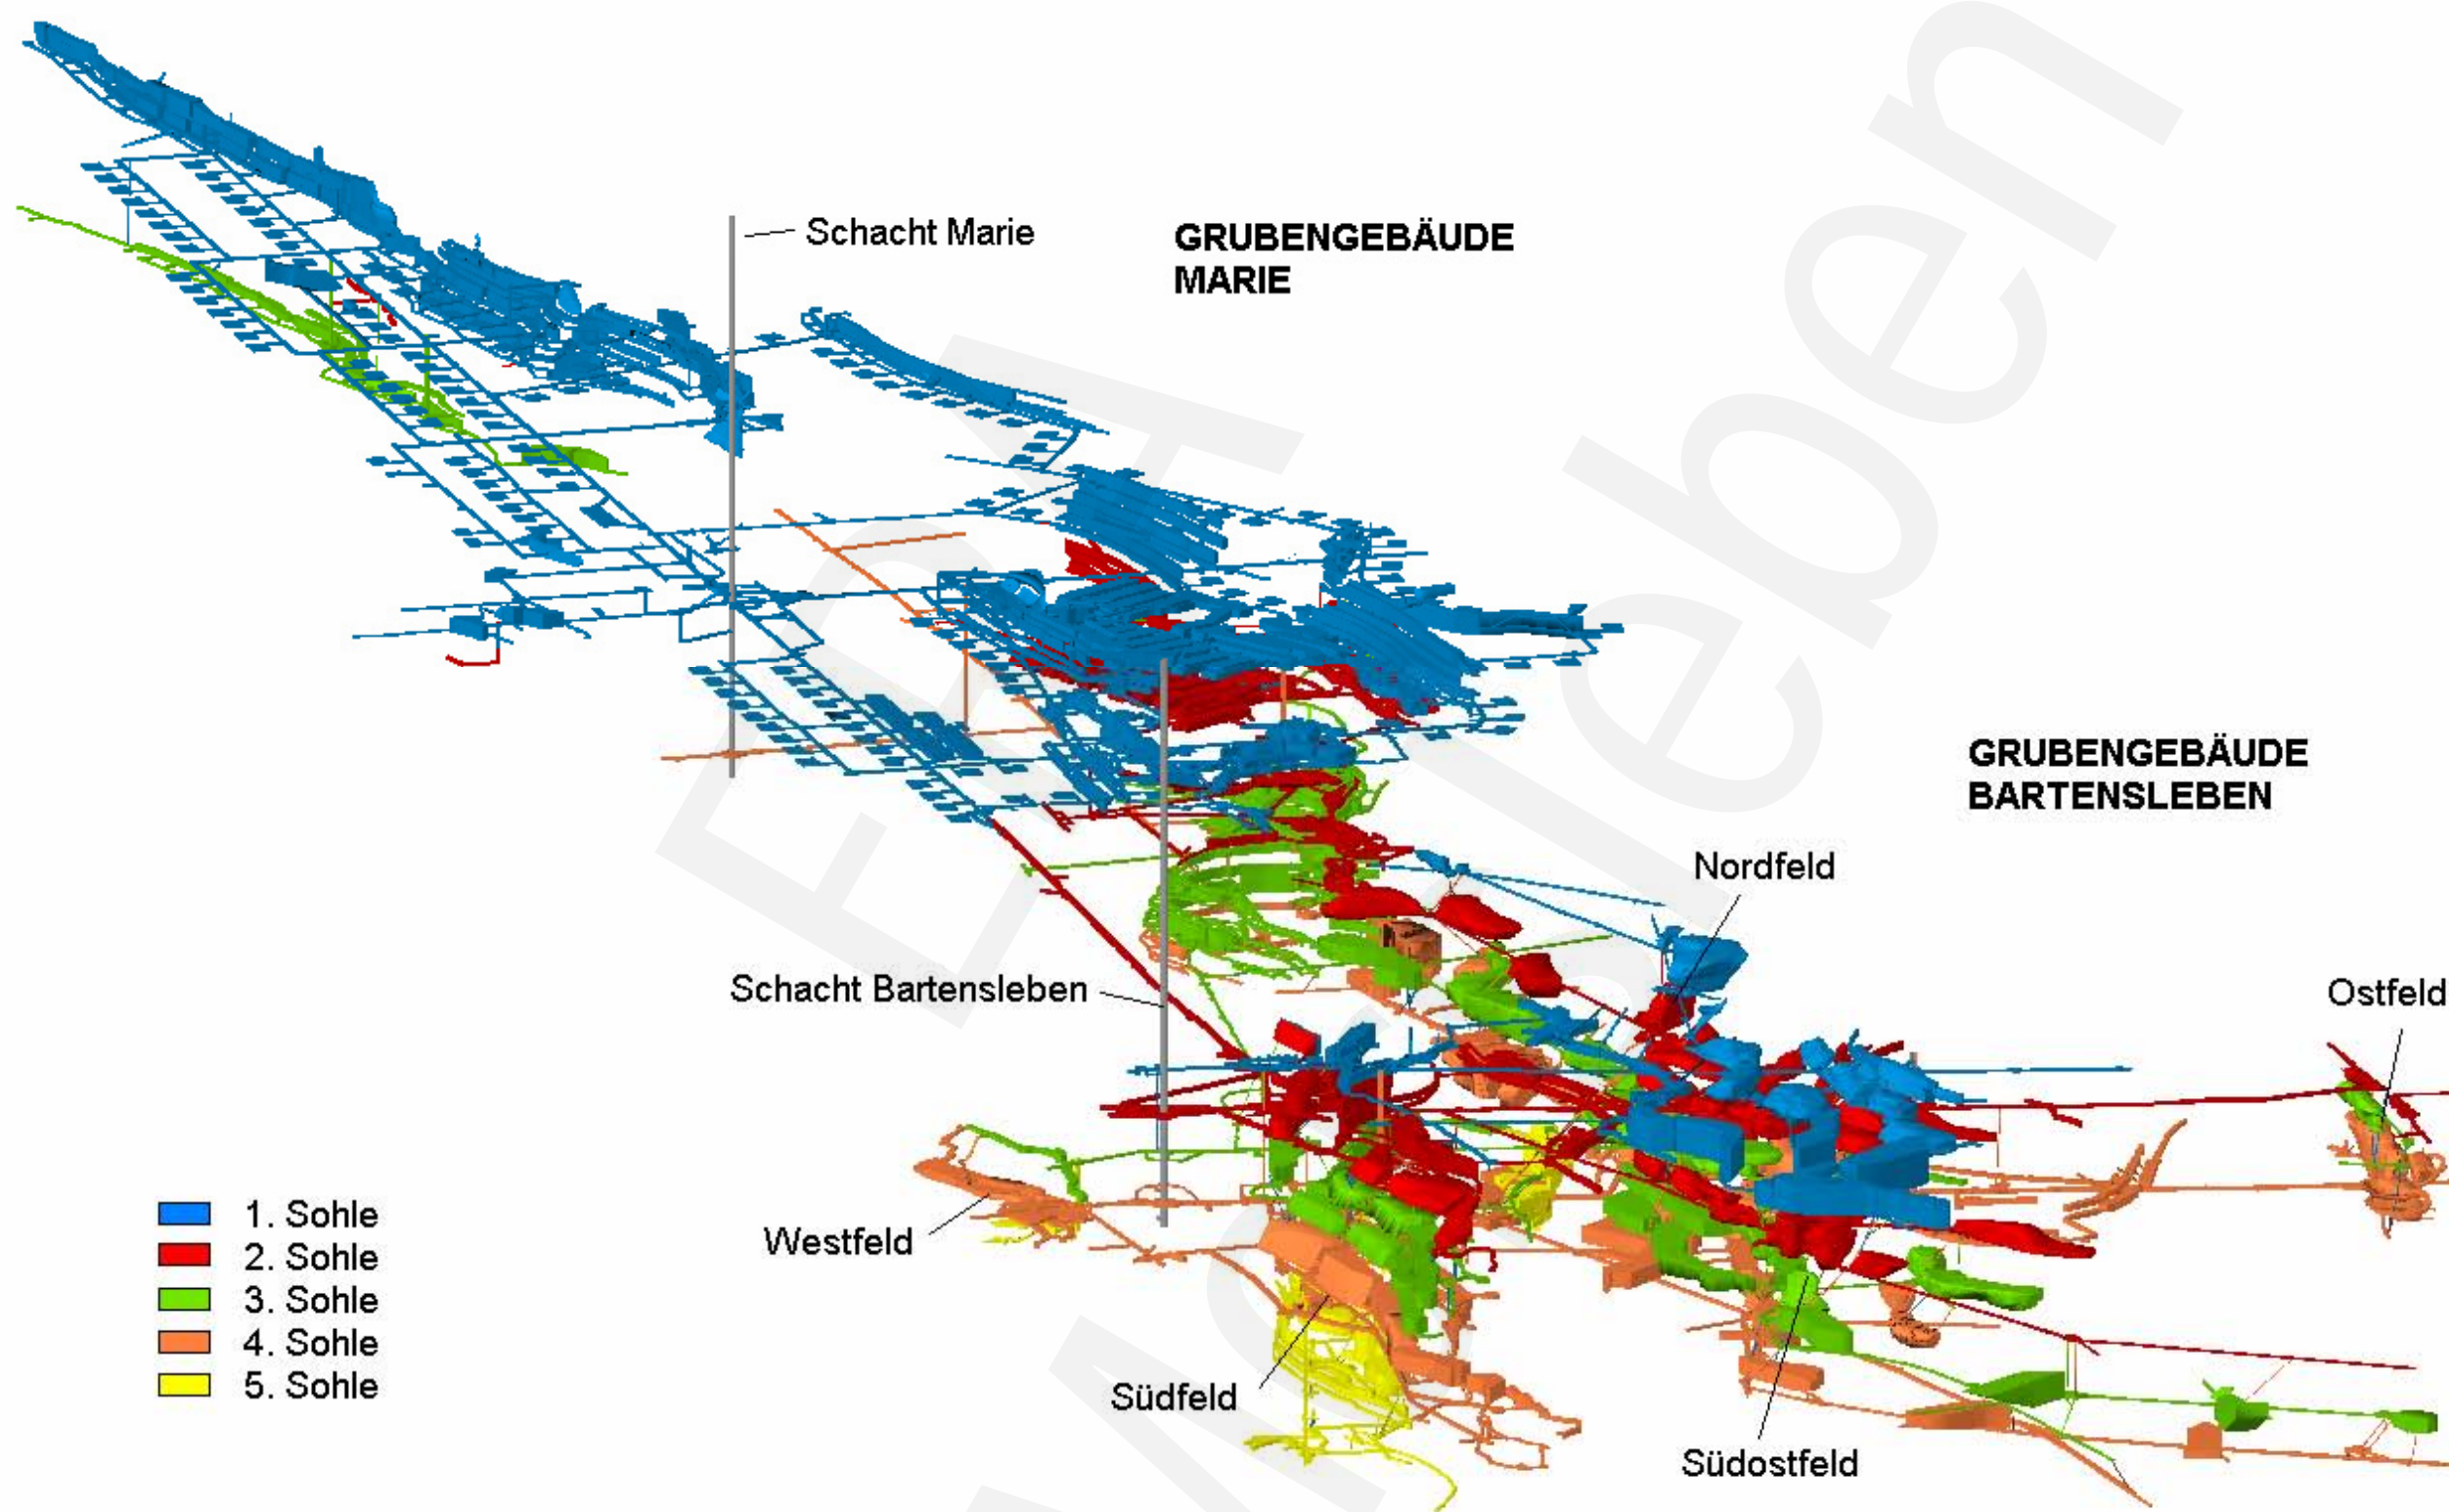 Schacht Marie
GRUBENGEBÄUDE
MARIE
GRUBENGEBÄUDE
BARTENSLEBEN
Nordfeld
Schacht Bartensleben
Ostfeld
Westfeld
1. Sohle
2. Sohle
3. Sohle
4. Sohle
5. Sohle
Südfeld
Südostfeld